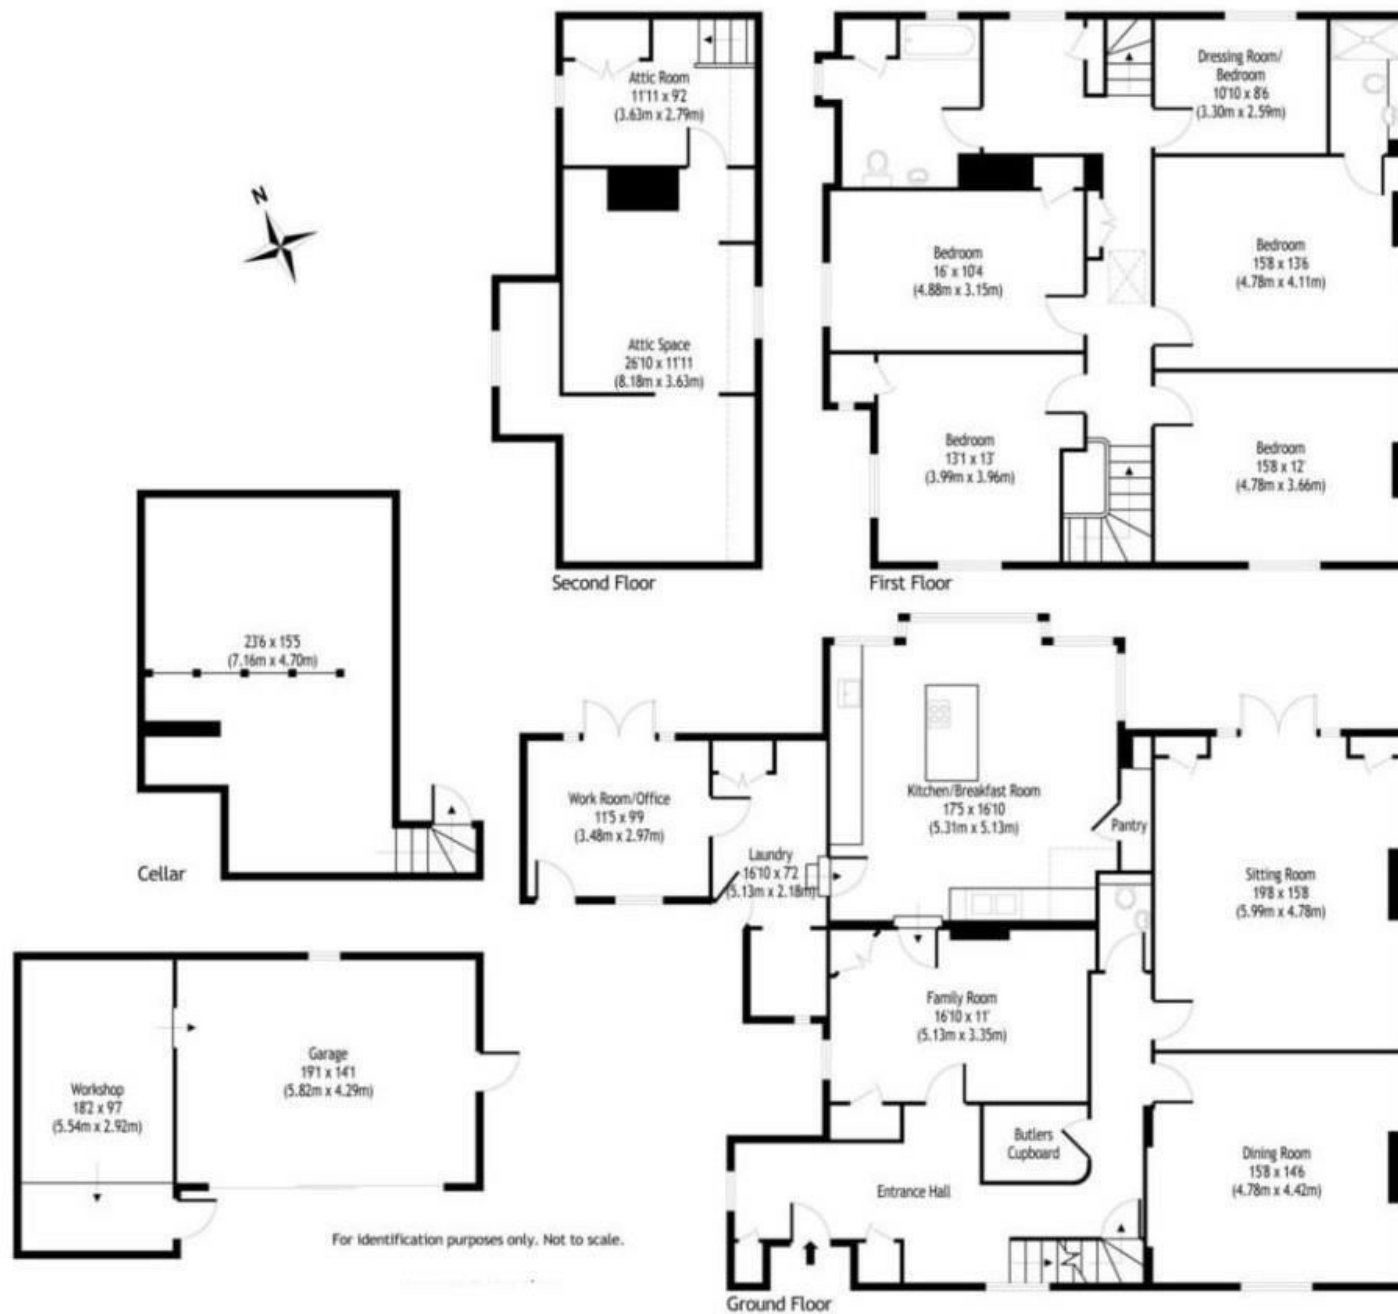 N
Attic Room
11'11 x 9'2
(3.63m x 2.79m)
Attic Space
26'10 x 11'11
(8.18m x 3.63m)
Second Floor
Dressing Room/
Bedroom
10'10 x 8'6
(3.30m x 2.59m)
Bedroom
16' x 10'4
(4.88m x 3.15m)
Bedroom
15'8 x 13'6
(4.78m x 4.11m)
Bedroom
13'1 x 13'
(3.99m x 3.96m)
Bedroom
15'8 x 12'
(4.78m x 3.66m)
First Floor
23'6 x 15'5
(7.16m x 4.70m)
Cellar
Work Room/Office
11'5 x 9'9
(3.48m x 2.97m)
Laundry
16'10 x 7'2
(5.13m x 2.18m)
Kitchen/Breakfast Room
17'5 x 16'10
(5.31m x 5.13m)
Pantry
Sitting Room
19'8 x 15'8
(5.99m x 4.78m)
Family Room
16'10 x 11'
(5.13m x 3.35m)
Butlers
Cupboard
Entrance Hall
Dining Room
15'8 x 14'6
(4.78m x 4.42m)
Ground Floor
Workshop
18'2 x 9'7
(5.54m x 2.92m)
Garage
19'1 x 14'1
(5.82m x 4.29m)
For identification purposes only. Not to scale.